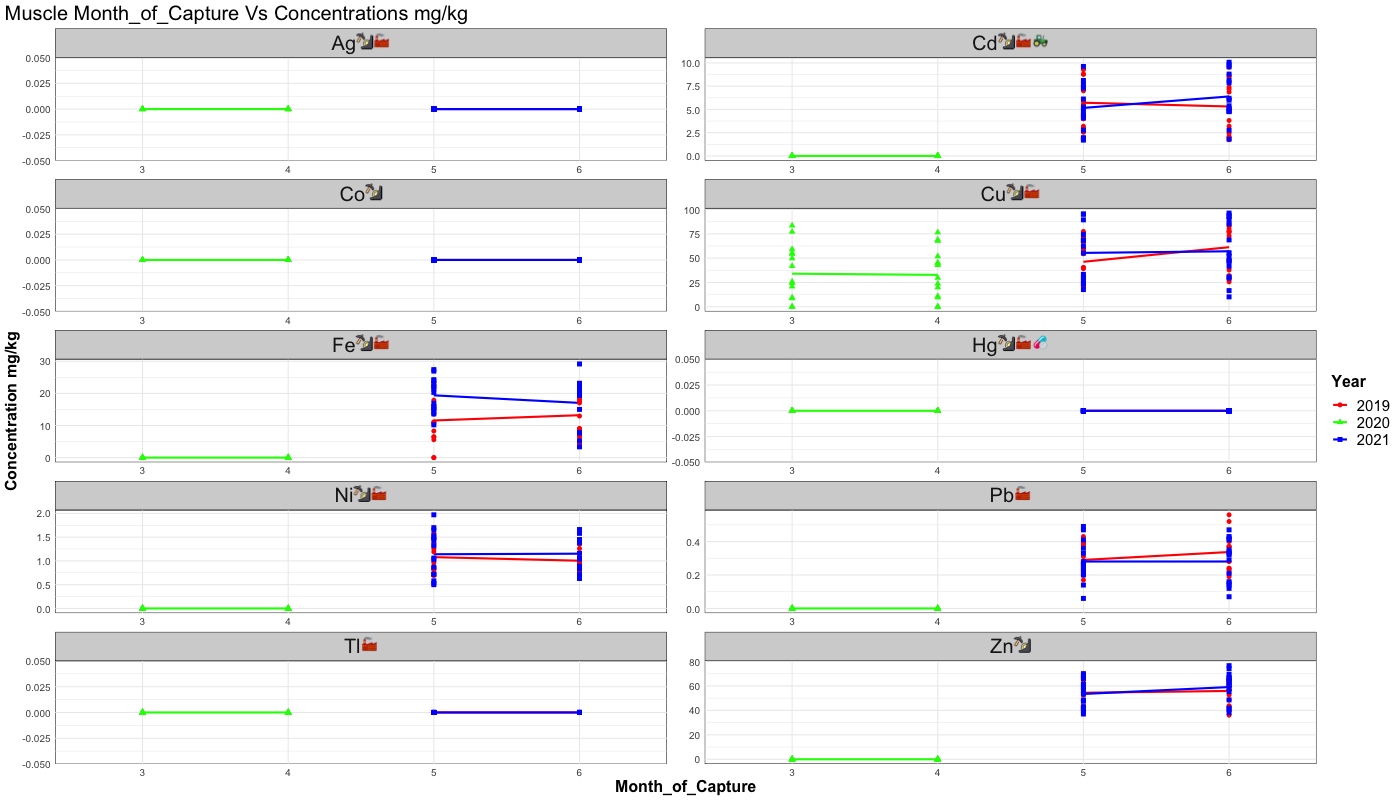 Muscle Month_of_Capture Vs Concentrations mg/kg
Ag
0.050
0.025
0.000
-0.025
-0.050
3 4 5 6
Cd
10.0
7.5
5.0
2.5
0.0
3 4 5 6
Co
0.050
0.025
0.000
-0.025
-0.050
3 4 5 6
Cu
100
75
50
25
0
3 4 5 6
Fe
30
20
10
0
3 4 5 6
Hg
0.050
0.025
0.000
-0.025
-0.050
3 4 5 6
Ni
2.0
1.5
1.0
0.5
0.0
3 4 5 6
Pb
0.4
0.2
0.0
3 4 5 6
Tl
0.050
0.025
0.000
-0.025
-0.050
3 4 5 6
Zn
80
60
40
20
0
3 4 5 6
Concentration mg/kg
Month_of_Capture
Year
2019
2020
2021